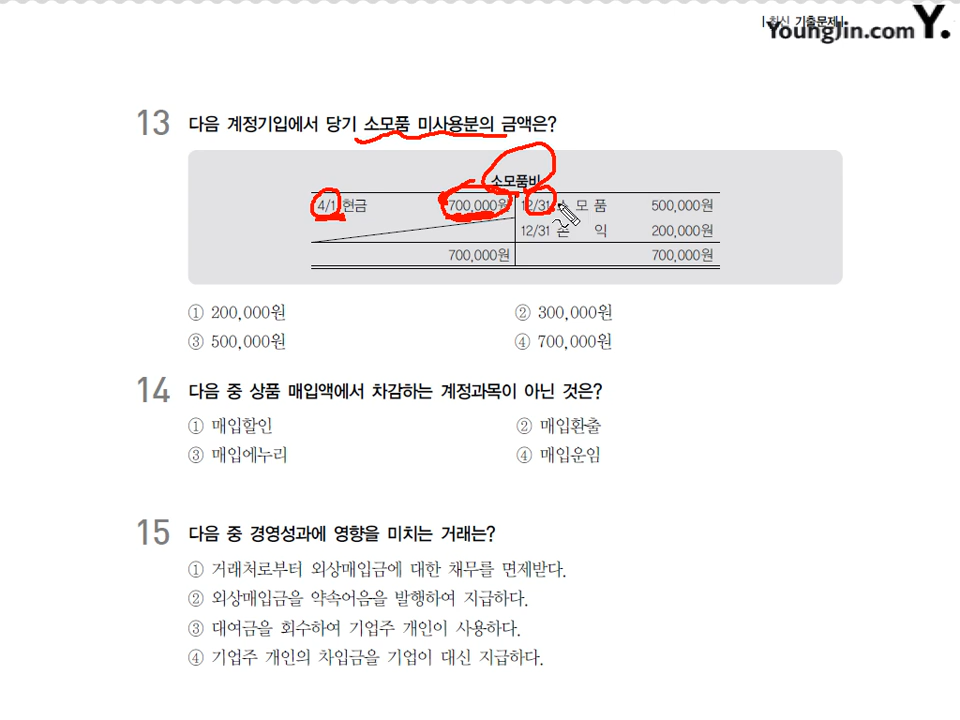 | 최신 기출문제 |
YoungJin.com Y.
13 다음 계정기입에서 당기 소모품 미사용분의 금액은?
소모품비
4/1 현금 700,000원 12/31 소 모 품 500,000원
12/31 손 익 200,000원
700,000원 700,000원
① 200,000원 ② 300,000원
③ 500,000원 ④ 700,000원
14 다음 중 상품 매입액에서 차감하는 계정과목이 아닌 것은?
① 매입할인 ② 매입환출
③ 매입에누리 ④ 매입운임
15 다음 중 경영성과에 영향을 미치는 거래는?
① 거래처로부터 외상매입금에 대한 채무를 면제받다.
② 외상매입금을 약속어음을 발행하여 지급하다.
③ 대여금을 회수하여 기업주 개인이 사용하다.
④ 기업주 개인의 차입금을 기업이 대신 지급하다.